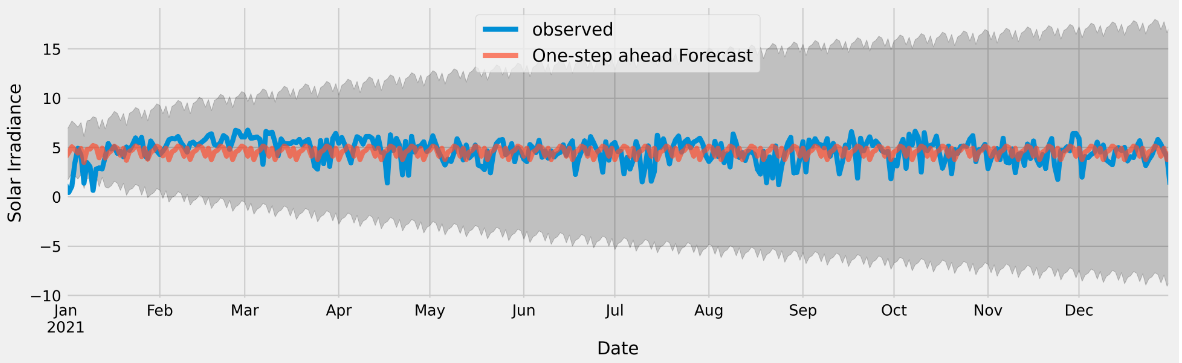 observed
One-step ahead Forecast
Solar Irradiance
15
10
5
0
−5
−10
Jan Feb Mar Apr May Jun Jul Aug Sep Oct Nov Dec
2021
Date